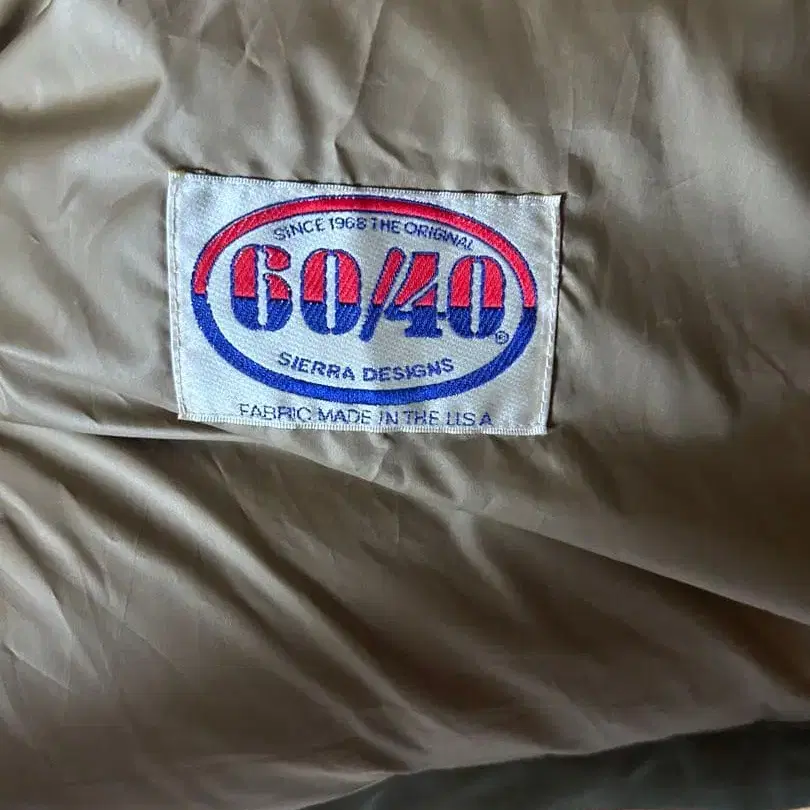 SINCE 1968 THE ORIGINAL
60/40®
SIERRA DESIGNS
FABRIC MADE IN THE U.S.A